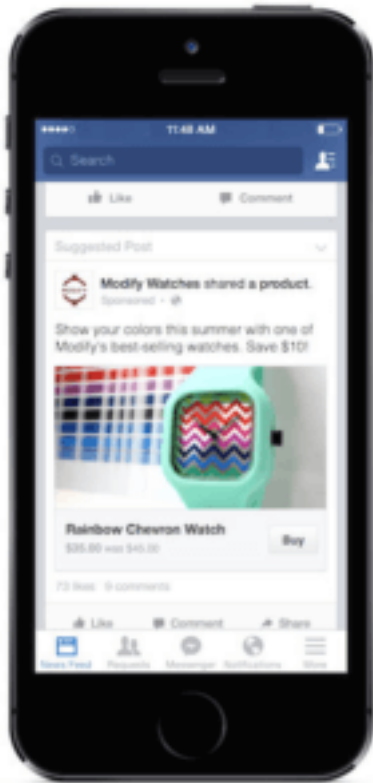 11:48 AM
Search
Like Comment
Suggested Post
Modify Watches shared a product.
Sponsored
Show your colors this summer with one of
Modify's best-selling watches. Save $10!
Rainbow Chevron Watch
$35.00 was $45.00
Buy
73 likes 9 comments
Like Comment Share
News Feed Requests Messenger Notifications More